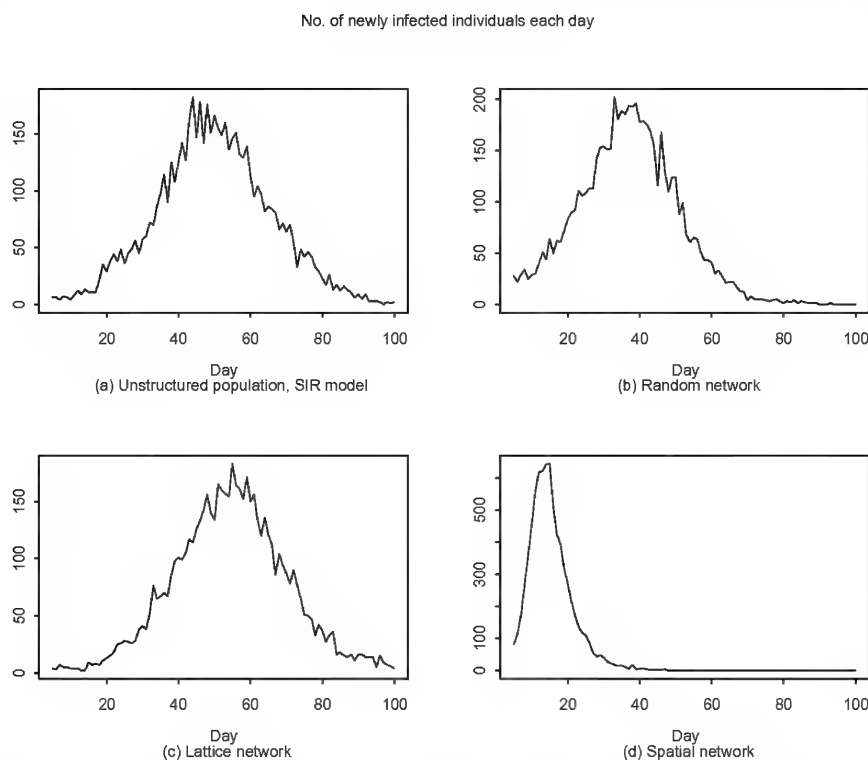 No. of newly infected individuals each day
150
100
50
0
20 40 60 80 100
Day
(a) Unstructured population, SIR model
200
150
100
50
0
20 40 60 80 100
Day
(b) Random network
150
100
50
0
20 40 60 80 100
Day
(c) Lattice network
500
300
100
0
20 40 60 80 100
Day
(d) Spatial network